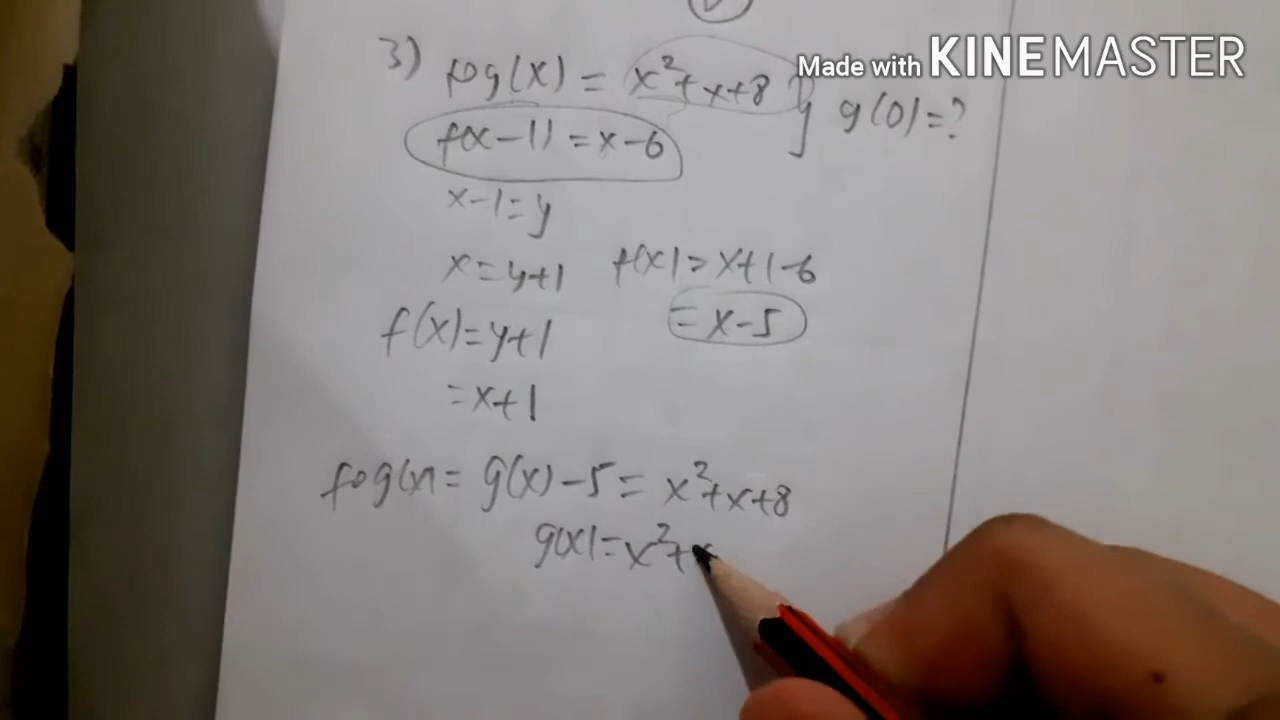 Made with KINEMASTER
3) fog(x) = x²+x+8 } g(0)=?
f(x-1) = x-6
x-1=y
x=y+1 f(x)=x+1-6
=x-5
f(x)=y+1
=x+1
fog(x)= g(x)-5= x²+x+8
g(x)=x²+